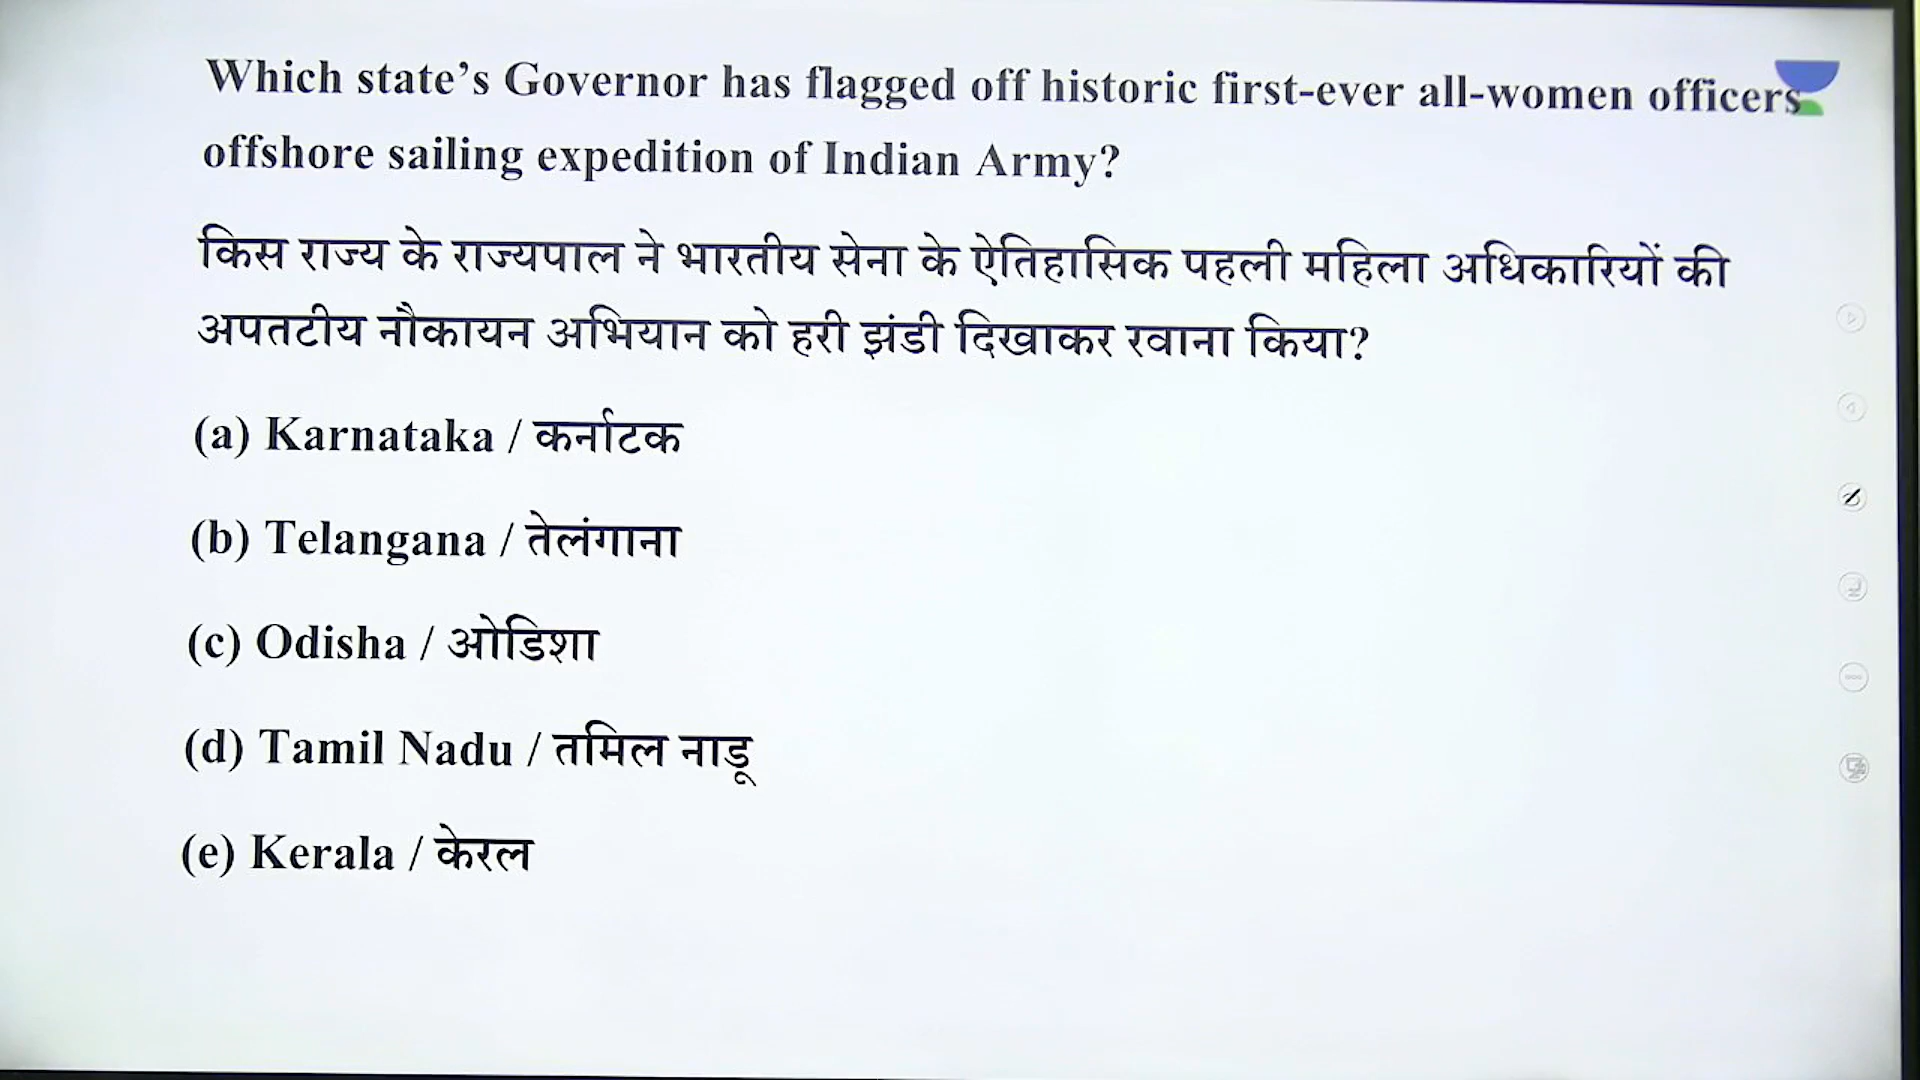 Which state’s Governor has flagged off historic first-ever all-women officers
offshore sailing expedition of Indian Army?
किस राज्य के राज्यपाल ने भारतीय सेना के ऐतिहासिक पहली महिला अधिकारियों की
अपतटीय नौकायन अभियान को हरी झंडी दिखाकर रवाना किया?
(a) Karnataka / कर्नाटक
(b) Telangana / तेलंगाना
(c) Odisha / ओडिशा
(d) Tamil Nadu / तमिल नाडू
(e) Kerala / केरल